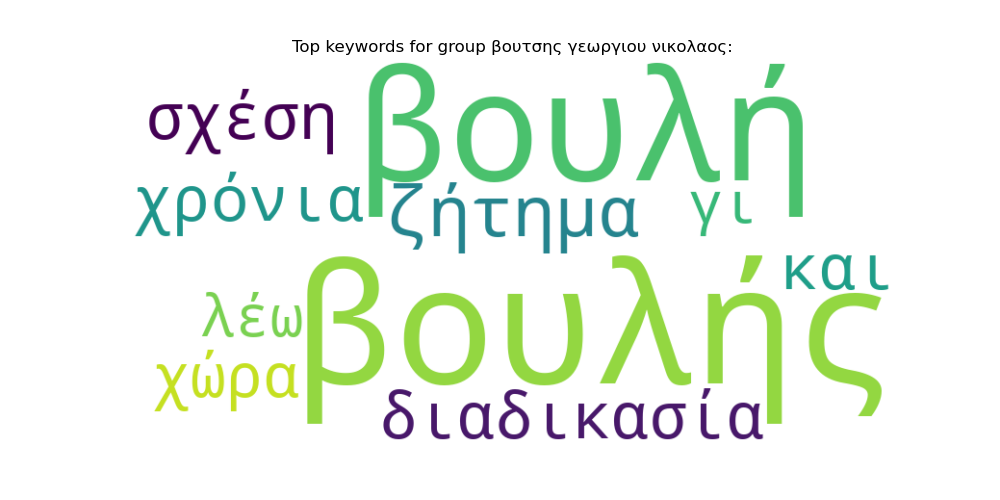 Top keywords for group βουτσης γεωργιου νικολαος:
σχέση βουλή
χρόνια ζήτημα γι
και
λέω βουλής
χώρα
διαδικασία